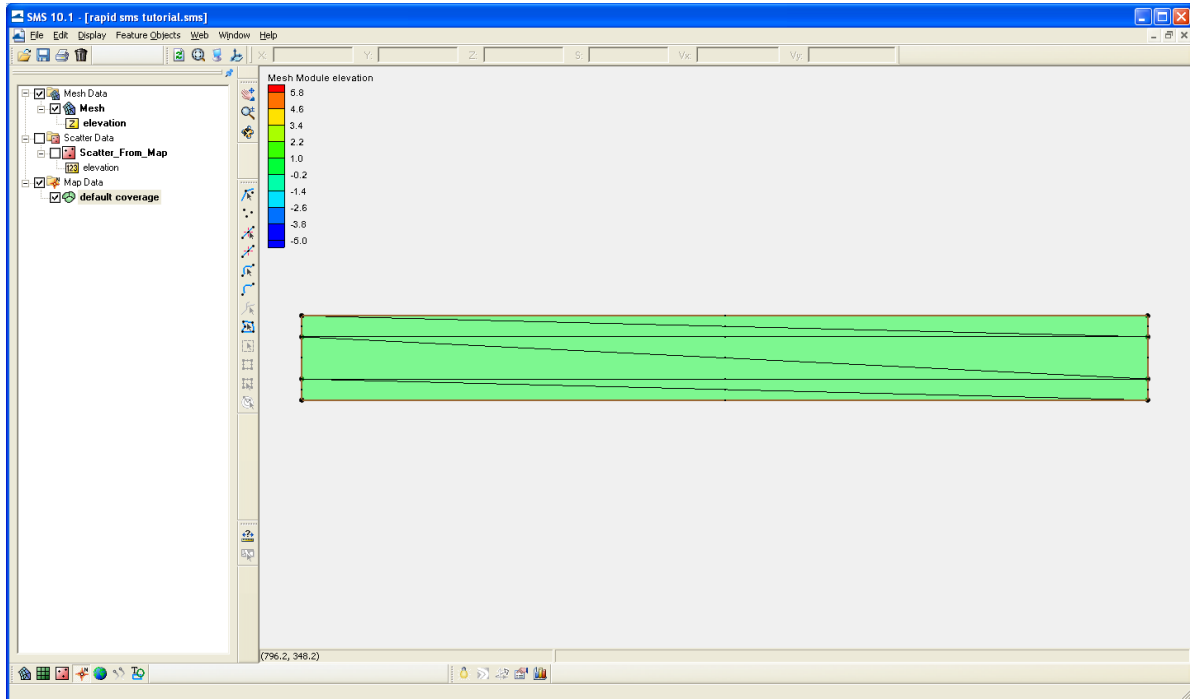 SMS 10.1 - [rapid sms tutorial.sms]
File Edit Display Feature Objects Web Window Help
X: Y: Z: S: Vx: Vy:
Mesh Data
Mesh
Z elevation
Scatter Data
Scatter_From_Map
123 elevation
Map Data
default coverage
Mesh Module elevation
5.8
4.6
3.4
2.2
1.0
-0.2
-1.4
-2.6
-3.8
-5.0
(796.2, 348.2)